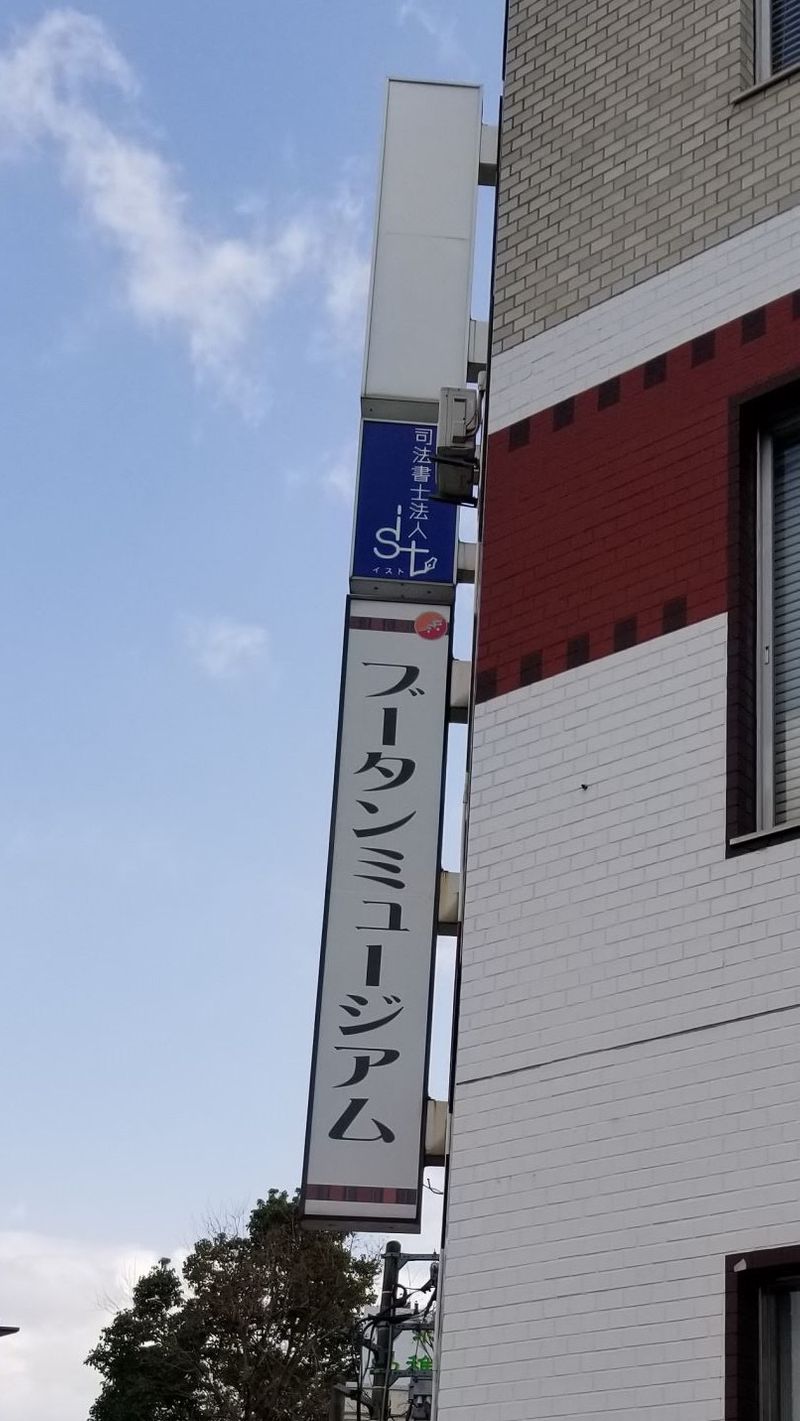 司法書士法人
ist
イスト
ブータンミュージアム